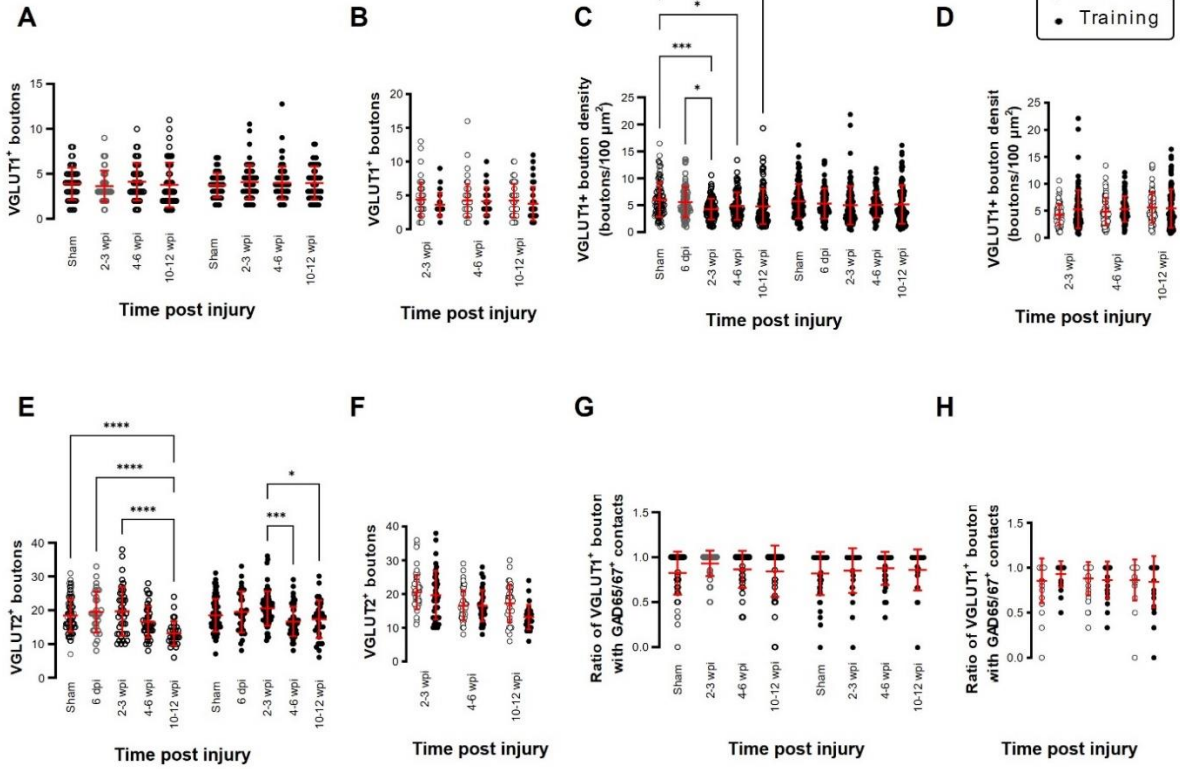 A
B
C
D
Training
VGLUT1⁺ boutons
15
10
5
0
Sham
2-3 wpi
4-6 wpi
10-12 wpi
Sham
2-3 wpi
4-6 wpi
10-12 wpi
Time post injury
VGLUT1⁺ boutons
20
15
10
5
0
2-3 wpi
4-6 wpi
10-12 wpi
Time post injury
*
***
*
VGLUT1+ bouton density
(boutons/100 µm²)
25
20
15
10
5
0
Sham
6 dpi
2-3 wpi
4-6 wpi
10-12 wpi
Sham
6 dpi
2-3 wpi
4-6 wpi
10-12 wpi
Time post injury
VGLUT1+ bouton densit
(boutons/100 µm²)
25
20
15
10
5
0
2-3 wpi
4-6 wpi
10-12 wpi
Time post injury
E
F
G
H
****
****
****
*
***
VGLUT2⁺ boutons
40
30
20
10
0
Sham
6 dpi
2-3 wpi
4-6 wpi
10-12 wpi
Sham
6 dpi
2-3 wpi
4-6 wpi
10-12 wpi
Time post injury
VGLUT2⁺ boutons
40
30
20
10
0
2-3 wpi
4-6 wpi
10-12 wpi
Time post injury
Ratio of VGLUT1⁺ bouton
with GAD65/67⁺ contacts
1.5
1.0
0.5
0.0
Sham
2-3 wpi
4-6 wpi
10-12 wpi
Sham
2-3 wpi
4-6 wpi
10-12 wpi
Time post injury
Ratio of VGLUT1⁺ bouton
with GAD65/67⁺ contacts
1.5
1.0
0.5
0.0
Time post injury